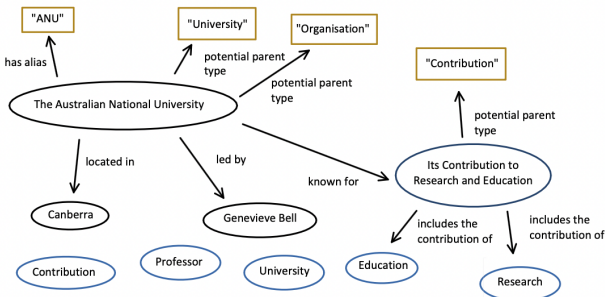 "ANU"
"University"
"Organisation"
"Contribution"
has alias
potential parent
type
potential parent
type
The Australian National University
potential parent
type
located in
led by
known for
Its Contribution to
Research and Education
Canberra
Genevieve Bell
includes the
contribution of
includes the
contribution of
Contribution
Professor
University
Education
Research